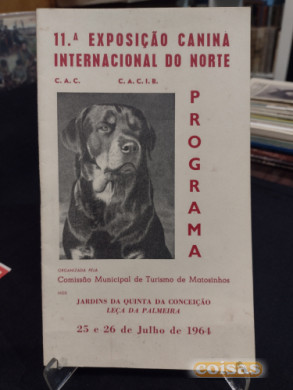 11.ª EXPOSIÇÃO CANINA
INTERNACIONAL DO NORTE
C. A. C. C. A. C. I. B.
PROGRAMA
ORGANIZADA PELA
Comissão Municipal de Turismo de Matosinhos
NOS
JARDINS DA QUINTA DA CONCEIÇÃO
LEÇA DA PALMEIRA
25 e 26 de Julho de 1964
coisas